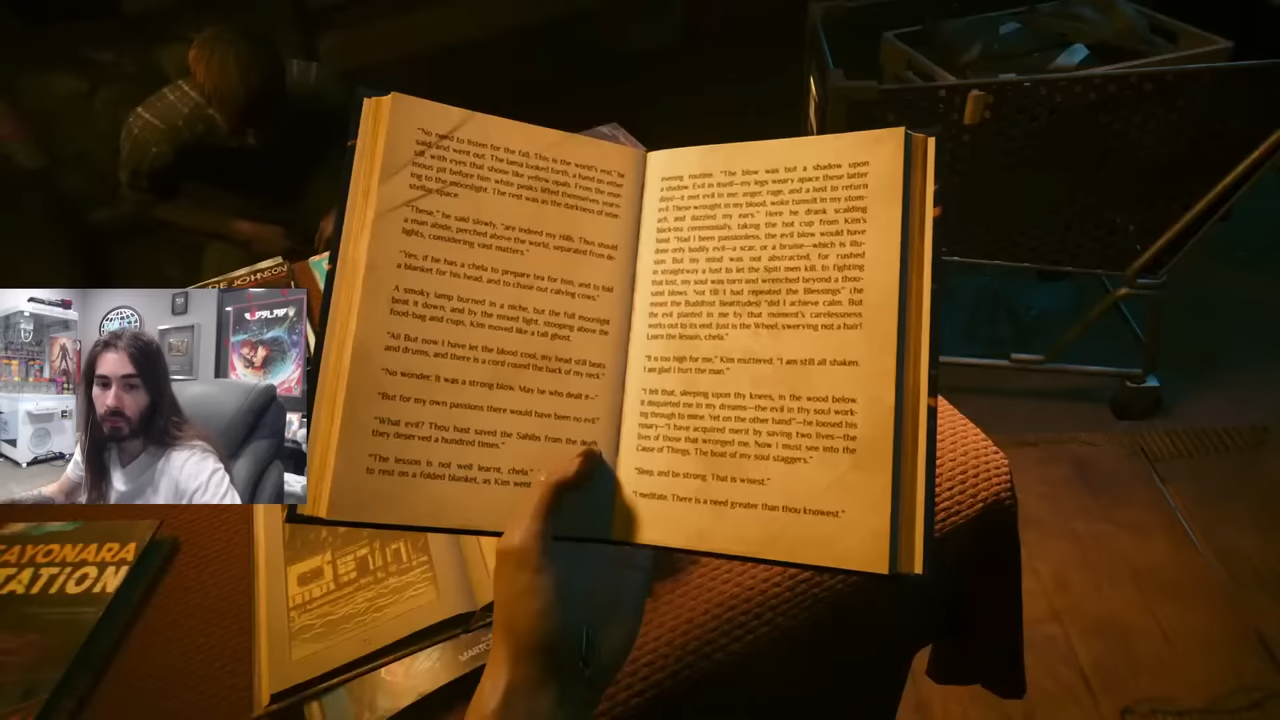 "No need to listen for the fall. This is the world's end," he
said, and went out. The lama looked forth, a hand on either
sill, with eyes that shone like yellow opals. From the enor-
mous pit before him white peaks lifted themselves yearn-
ing to the moonlight. The rest was as the darkness of inter-
stellar space.
"These," he said slowly, "are indeed my Hills. Thus should
a man abide, perched above the world, separated from de-
lights, considering vast matters."
"Yes; if he has a chela to prepare tea for him, and to fold
a blanket for his head, and to chase out calving cows."
A smoky lamp burned in a niche, but the full moonlight
beat it down; and by the mixed light, stooping above the
food-bag and cups, Kim moved like a tall ghost.
"Ai! But now I have let the blood cool, my head still beats
and drums, and there is a cord round the back of my neck."
"No wonder. It was a strong blow. May he who dealt it—"
"But for my own passions there would have been no evil."
"What evil? Thou hast saved the Sahibs from the death
they deserved a hundred times."
"The lesson is not well learnt, chela."
to rest on a folded blanket, as Kim went
evening routine. "The blow was but a shadow upon
a shadow. Evil in itself—my legs weary apace these latter
days!—it met evil in me: anger, rage, and a lust to return
evil. These wrought in my blood, woke tumult in my stom-
ach, and dazzled my ears." Here he drank scalding
black-tea ceremonially, taking the hot cup from Kim's
hand. "Had I been passionless, the evil blow would have
done only bodily evil—a scar, or a bruise—which is illu-
sion. But my mind was not abstracted, for rushed
in straightway a lust to let the Spiti men kill. In fighting
that lust, my soul was torn and wrenched beyond a thou-
sand blows. Not till I had repeated the Blessings" (he
meant the Buddhist Beatitudes) "did I achieve calm. But
the evil planted in me by that moment's carelessness
works out to its end. Just is the Wheel, swerving not a hair!
Learn the lesson, chela."
"It is too high for me," Kim muttered. "I am still all shaken.
I am glad I hurt the man."
"I felt that, sleeping upon thy knees, in the wood below.
It disquieted me in my dreams—the evil in thy soul work-
ing through to mine. Yet on the other hand"—he loosed his
rosary—"I have acquired merit by saving two lives—the
lives of those that wronged me. Now I must see into the
Cause of Things. The boat of my soul staggers."
"Sleep, and be strong. That is wisest."
"I meditate. There is a need greater than thou knowest."
DE JOHNSON
AYONARA
TATION